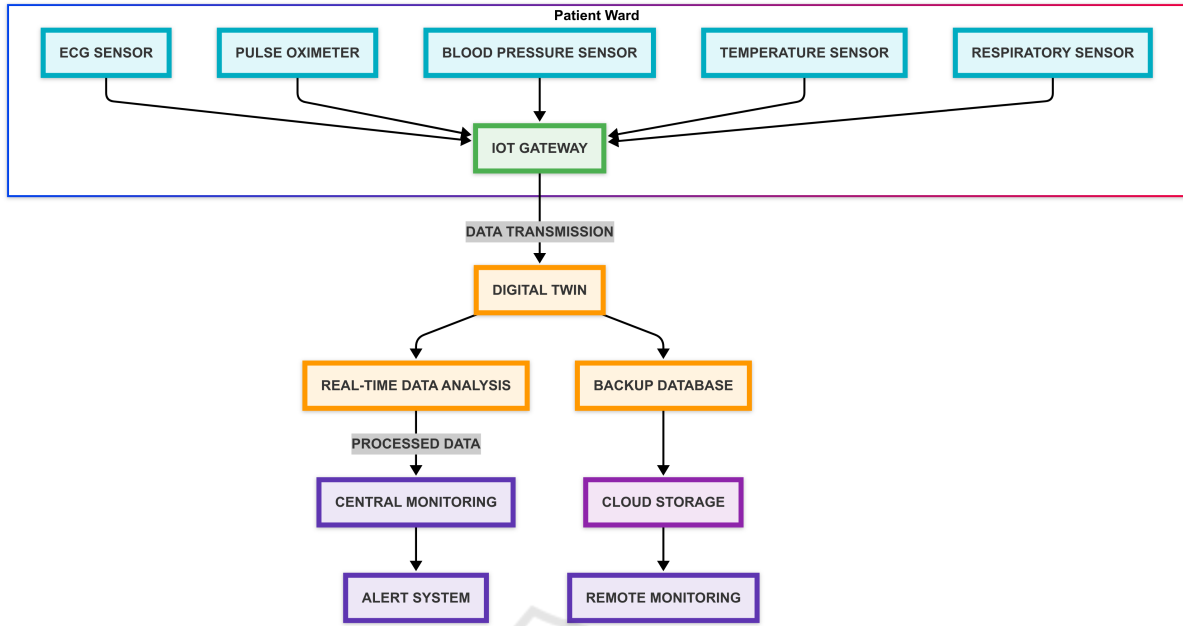 Patient Ward
ECG SENSOR
PULSE OXIMETER
BLOOD PRESSURE SENSOR
TEMPERATURE SENSOR
RESPIRATORY SENSOR
IOT GATEWAY
DATA TRANSMISSION
DIGITAL TWIN
REAL-TIME DATA ANALYSIS
BACKUP DATABASE
PROCESSED DATA
CENTRAL MONITORING
CLOUD STORAGE
ALERT SYSTEM
REMOTE MONITORING